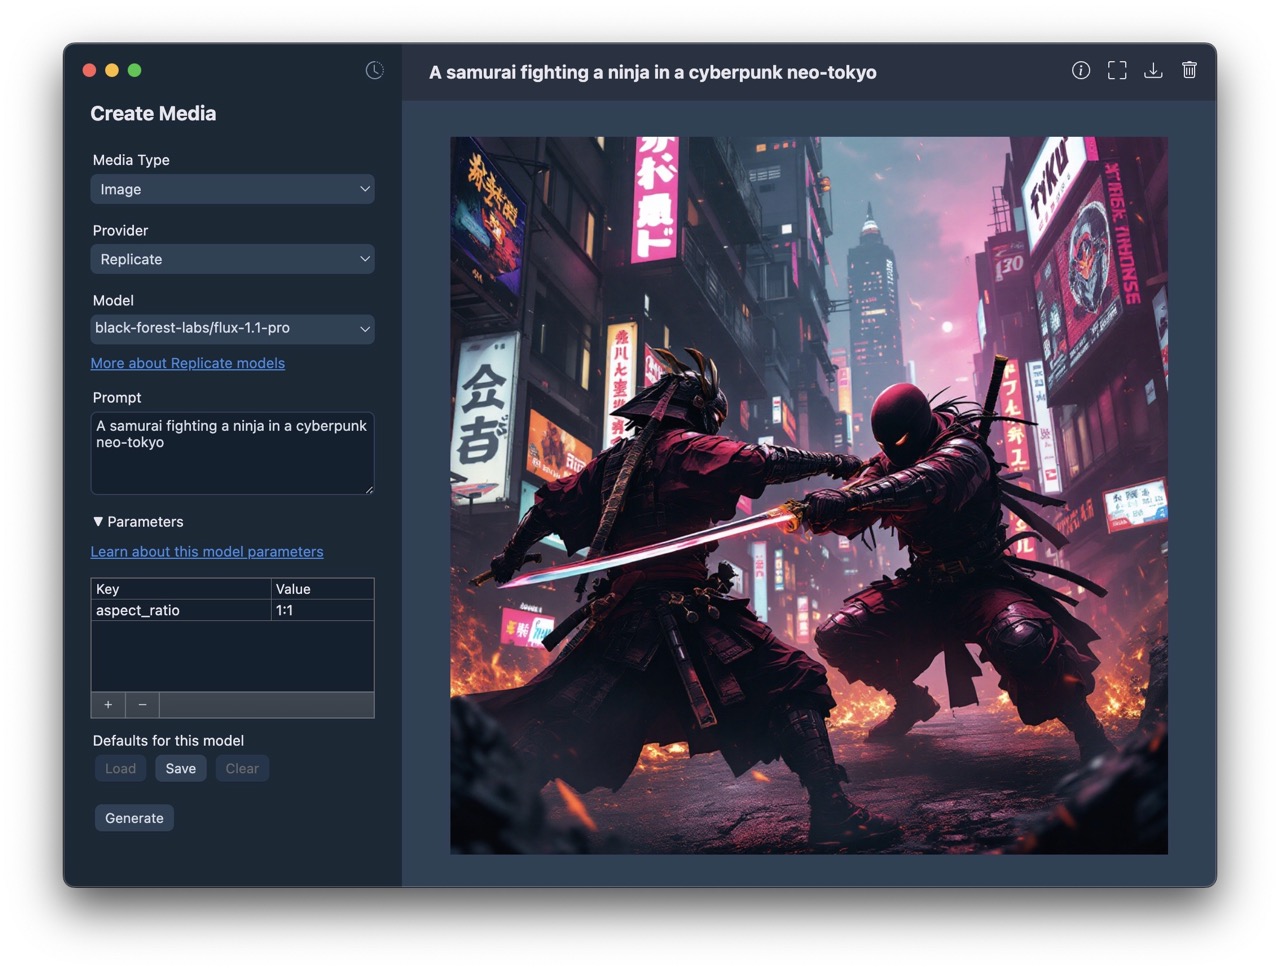 A samurai fighting a ninja in a cyberpunk neo-tokyo
Create Media
Media Type
Image
Provider
Replicate
Model
black-forest-labs/flux-1.1-pro
More about Replicate models
Prompt
A samurai fighting a ninja in a cyberpunk
neo-tokyo
▼ Parameters
Learn about this model parameters
Key Value
aspect_ratio 1:1
+ −
Defaults for this model
Load Save Clear
Generate